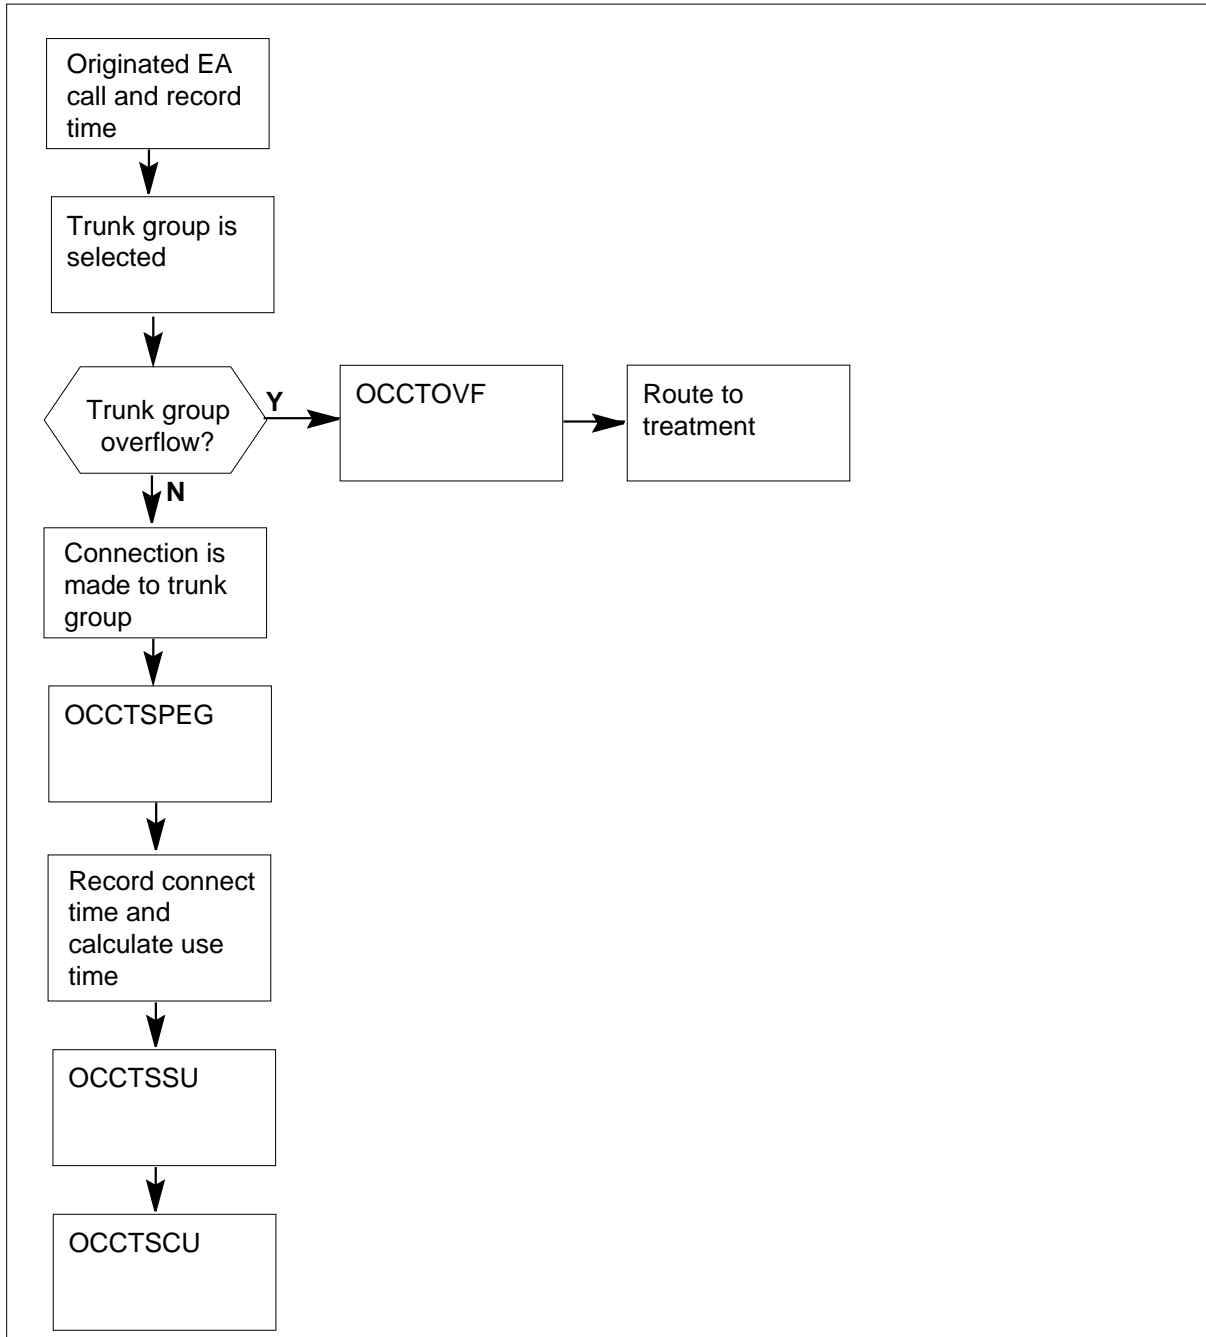 Originated EA
call and record
time
Trunk group is
selected
Trunk group
overflow?
Y
OCCTOVF
Route to
treatment
N
Connection is
made to trunk
group
OCCTSPEG
Record connect
time and
calculate use
time
OCCTSSU
OCCTSCU